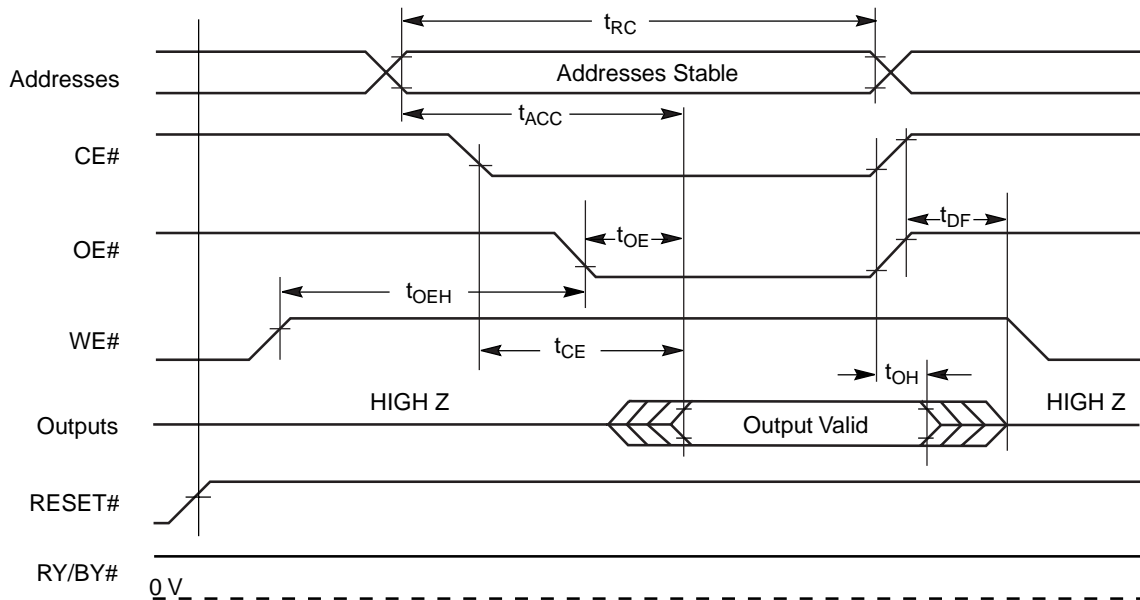 tRC
Addresses
Addresses Stable
tACC
CE#
tDF
OE#
tOE
tOEH
WE#
tCE
tOH
HIGH Z
HIGH Z
Outputs
Output Valid
RESET#
RY/BY#
0 V